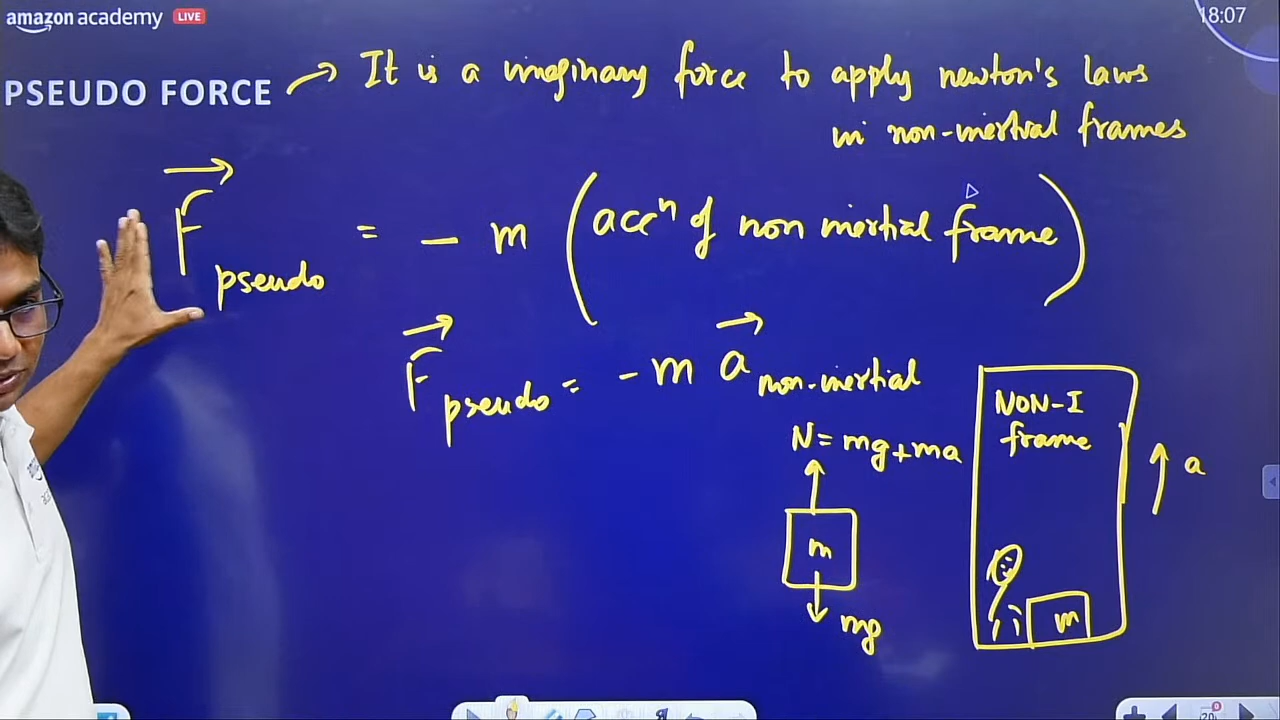 amazon academy LIVE
18:07
PSEUDO FORCE → It is a imaginary force to apply newton's laws
in non-inertial frames
F pseudo = - m (accⁿ of non inertial frame)
F pseudo = - m a non-inertial
NON-I
frame
N = mg+ma
a
m
mg
m
20